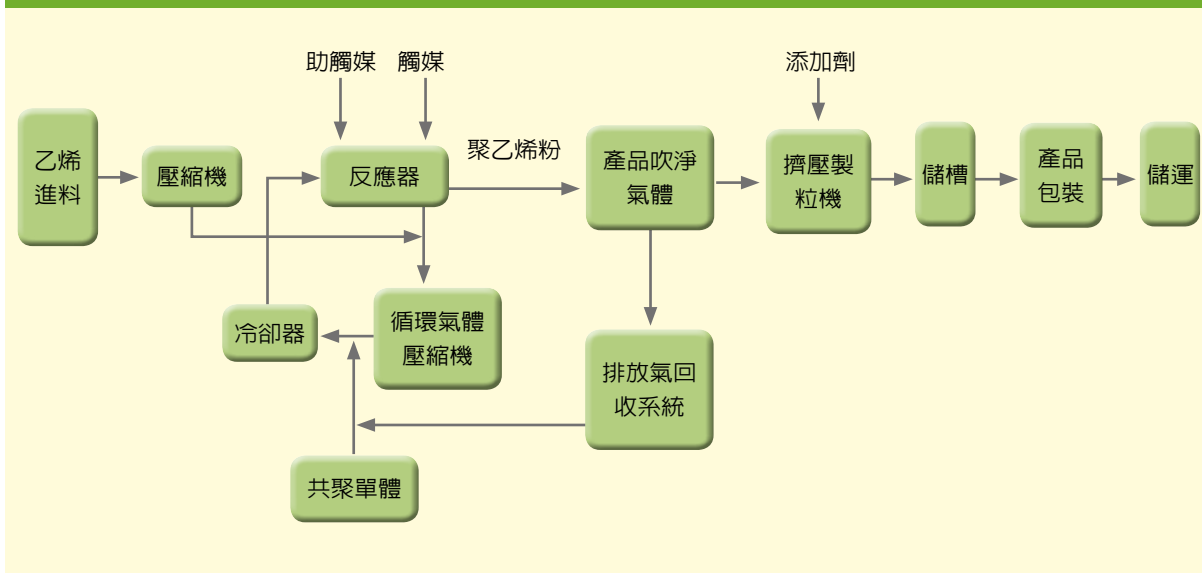 助觸媒
觸媒
添加劑
乙烯
進料
壓縮機
反應器
聚乙烯粉
產品吹淨
氣體
擠壓製
粒機
儲槽
產品
包裝
儲運
冷卻器
循環氣體
壓縮機
排放氣回
收系統
共聚單體